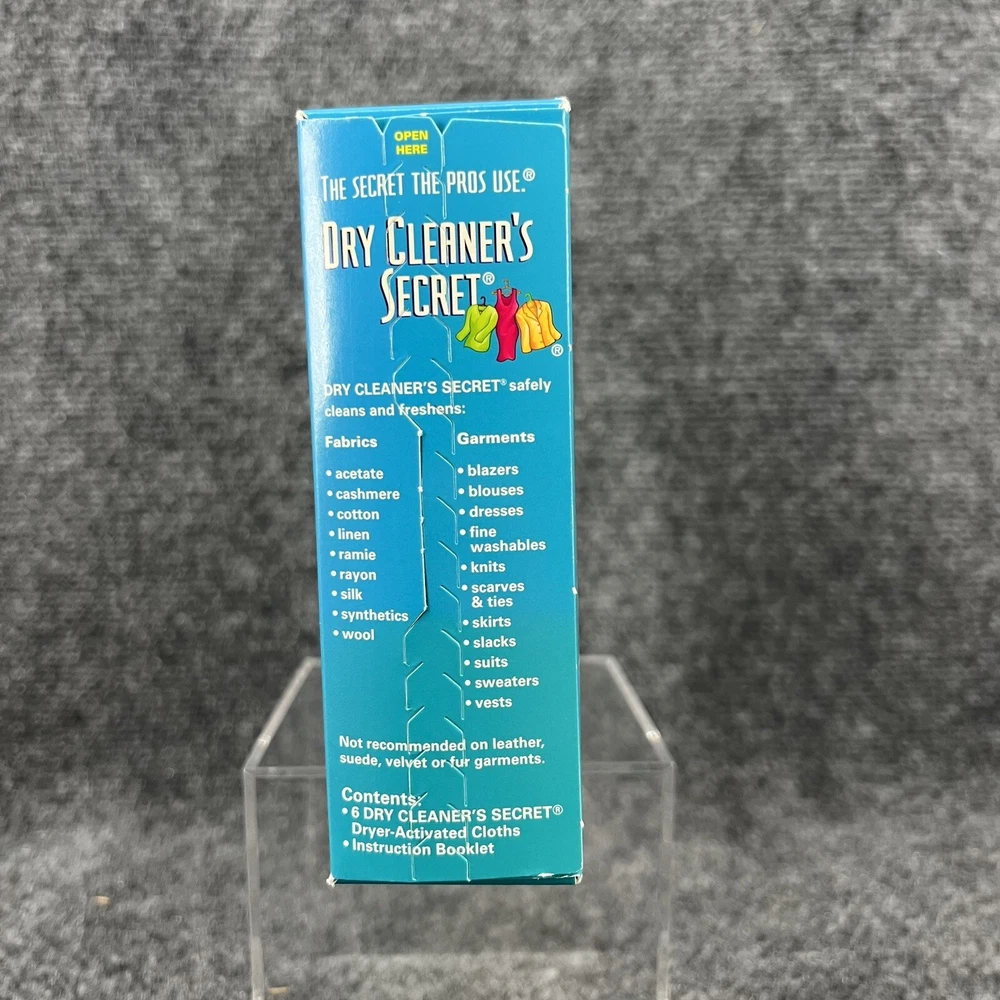 OPEN
HERE
THE SECRET THE PROS USE.®
DRY CLEANER'S
SECRET®
®
DRY CLEANER'S SECRET® safely
cleans and freshens:
Fabrics
• acetate
• cashmere
• cotton
• linen
• ramie
• rayon
• silk
• synthetics
• wool
Garments
• blazers
• blouses
• dresses
• fine
washables
• knits
• scarves
& ties
• skirts
• slacks
• suits
• sweaters
• vests
Not recommended on leather,
suede, velvet or fur garments.
Contents:
• 6 DRY CLEANER'S SECRET®
Dryer-Activated Cloths
• Instruction Booklet